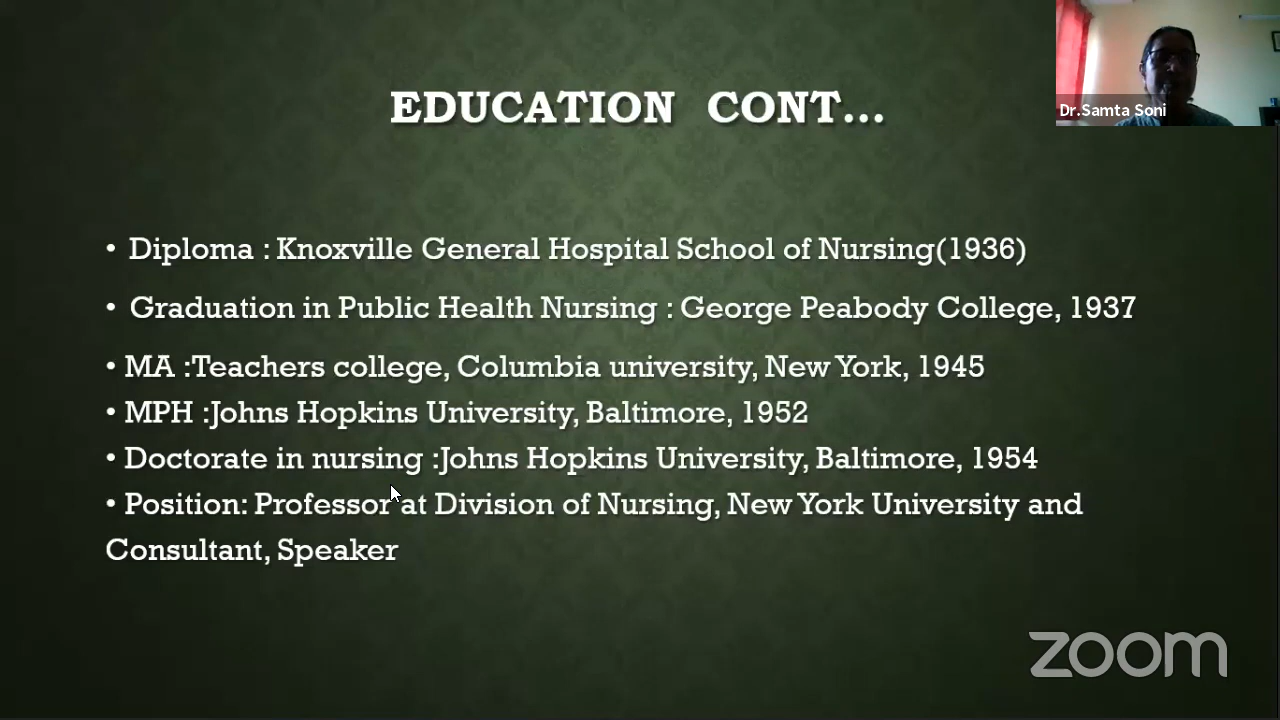 EDUCATION CONT...
Dr.Samta Soni
• Diploma : Knoxville General Hospital School of Nursing(1936)
• Graduation in Public Health Nursing : George Peabody College, 1937
• MA :Teachers college, Columbia university, New York, 1945
• MPH :Johns Hopkins University, Baltimore, 1952
• Doctorate in nursing :Johns Hopkins University, Baltimore, 1954
• Position: Professor at Division of Nursing, New York University and
Consultant, Speaker
zoom